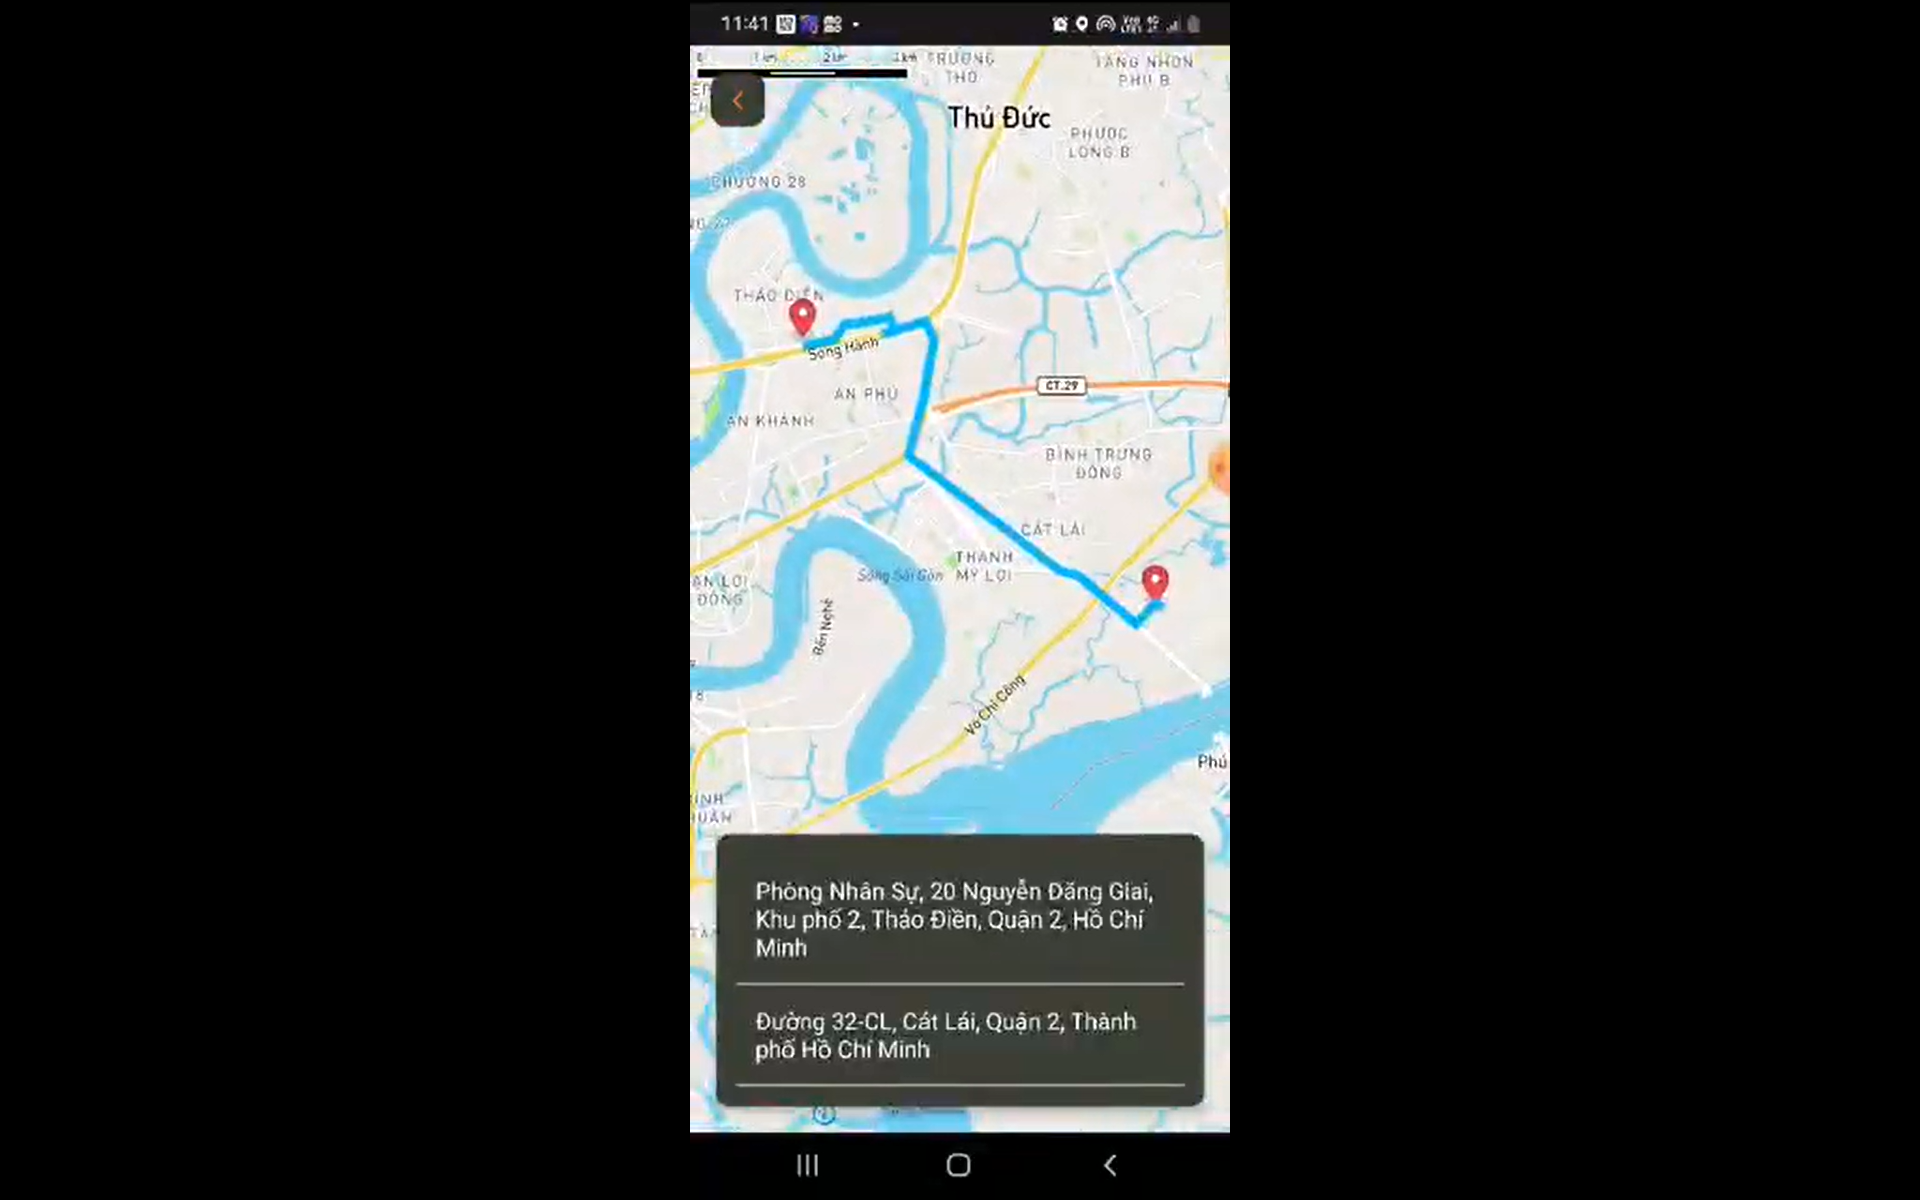 11:41
1km 2km
TRƯỜNG
THỌ
TĂNG NHƠN
PHÚ B
Thủ Đức
PHƯỚC
LONG B
PHƯỜNG 28
THẢO ĐIỀN
Song Hành
AN PHÚ
CT.29
AN KHÁNH
BÌNH TRƯNG
ĐÔNG
CÁT LÁI
THẠNH
MỸ LỢI
Sông Sài Gòn
AN LỢI
ĐÔNG
Bến Nghé
Võ Chí Công
Phú
Phòng Nhân Sự, 20 Nguyễn Đăng Giai,
Khu phố 2, Thảo Điền, Quận 2, Hồ Chí
Minh
Đường 32-CL, Cát Lái, Quận 2, Thành
phố Hồ Chí Minh